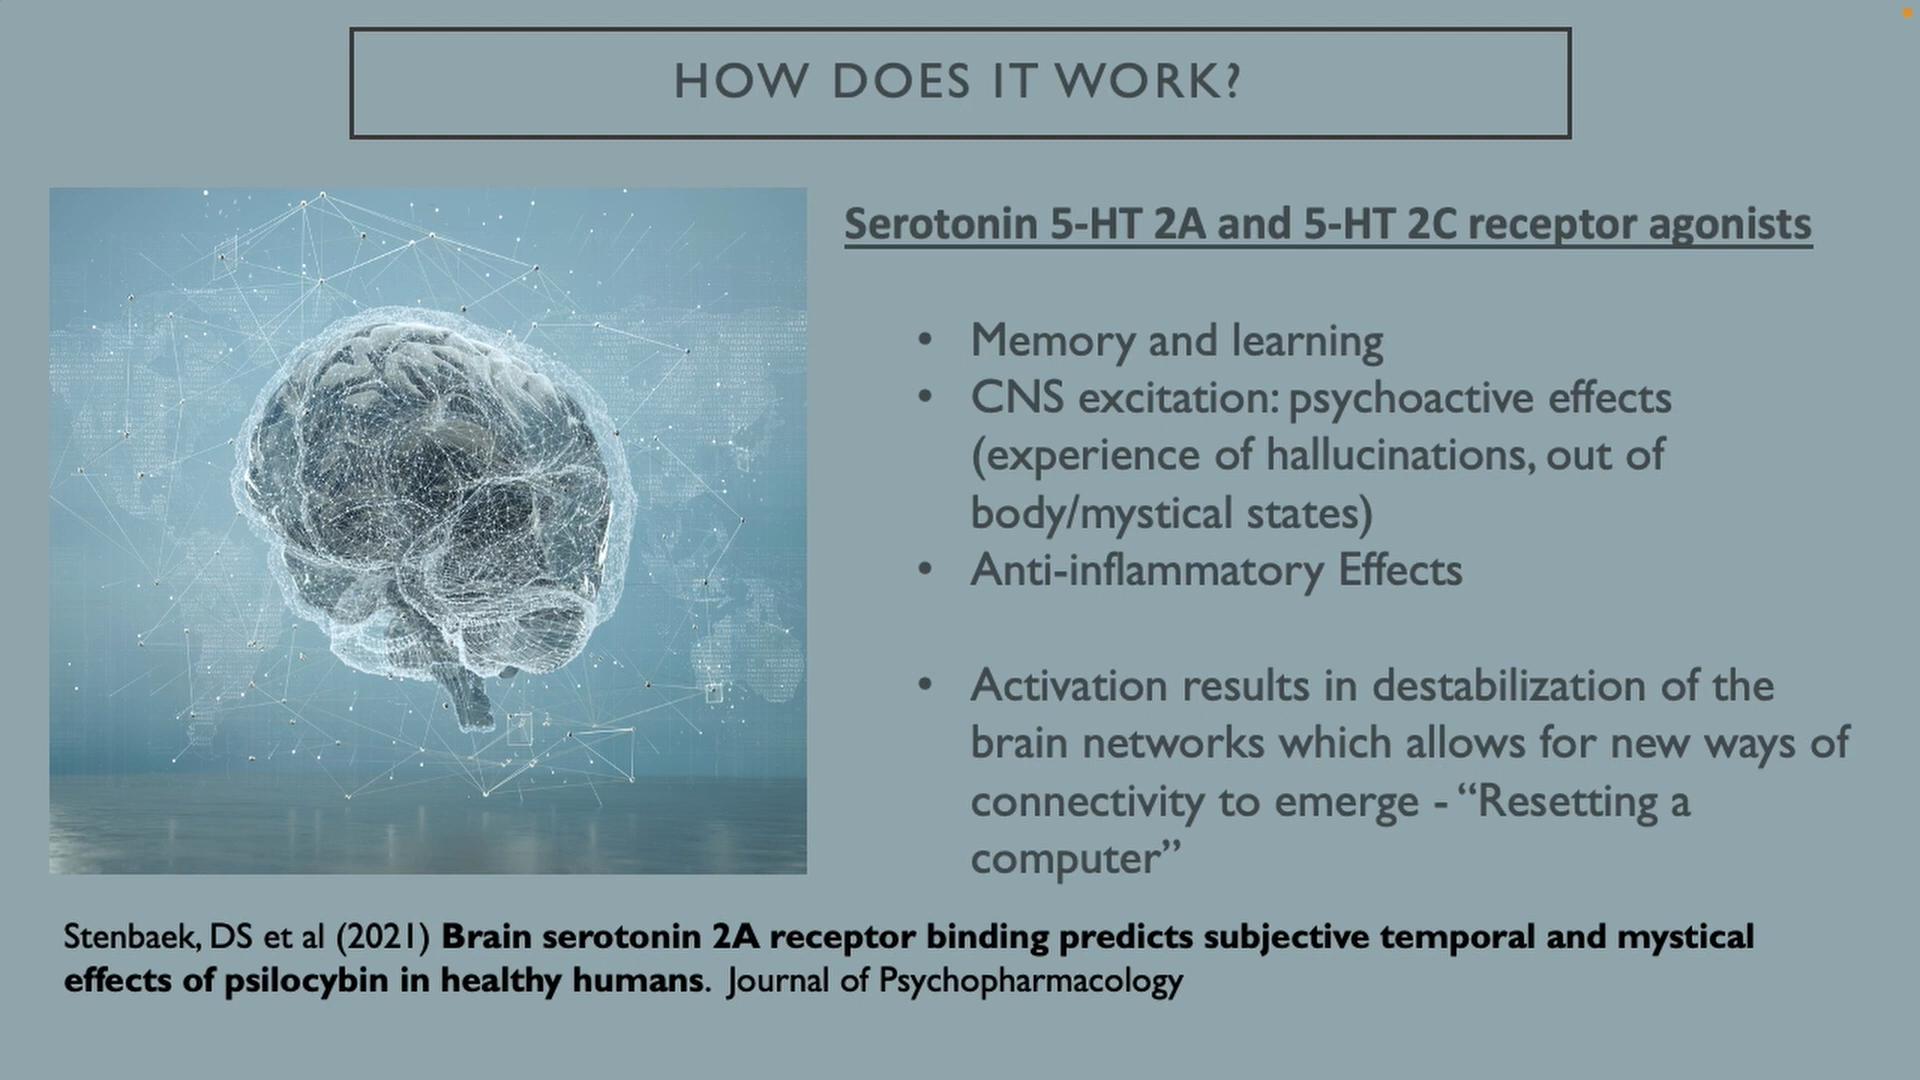 HOW DOES IT WORK?
Serotonin 5-HT 2A and 5-HT 2C receptor agonists
• Memory and learning
• CNS excitation: psychoactive effects
(experience of hallucinations, out of
body/mystical states)
• Anti-inflammatory Effects
• Activation results in destabilization of the
brain networks which allows for new ways of
connectivity to emerge - “Resetting a
computer”
Stenbaek, DS et al (2021) Brain serotonin 2A receptor binding predicts subjective temporal and mystical
effects of psilocybin in healthy humans. Journal of Psychopharmacology